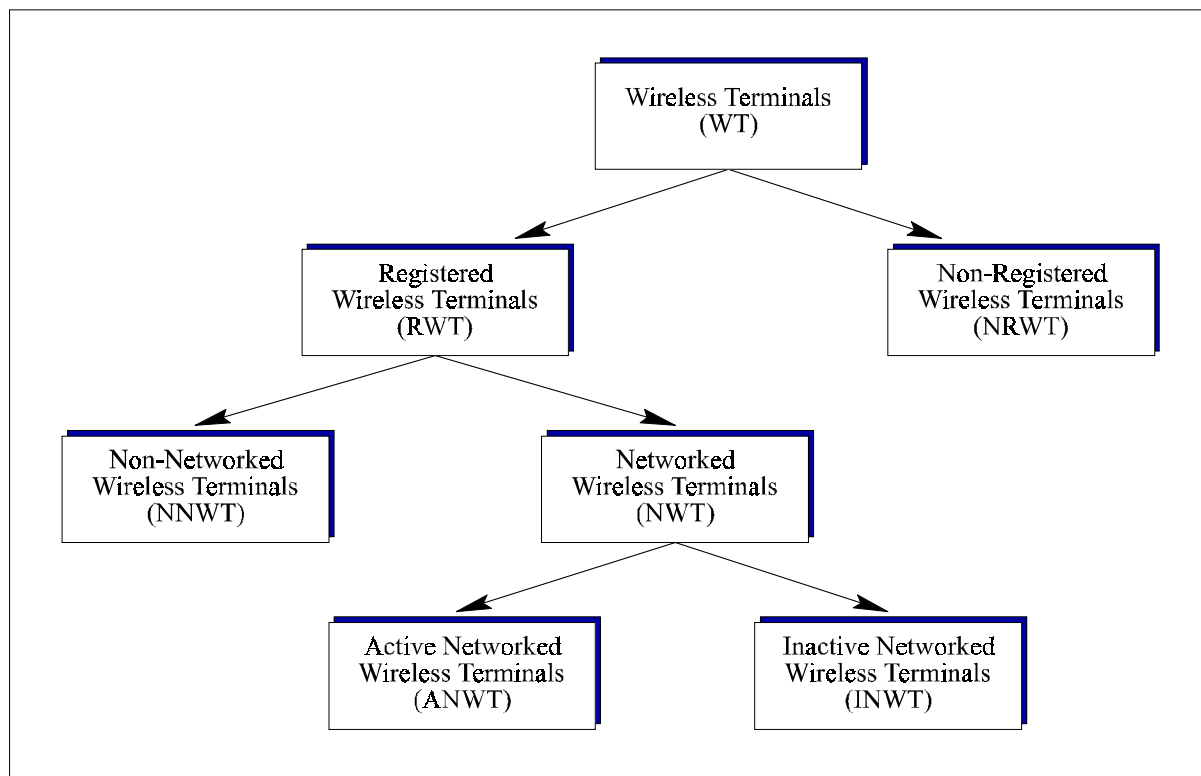 Wireless Terminals
(WT)
Registered
Wireless Terminals
(RWT)
Non-Registered
Wireless Terminals
(NRWT)
Non-Networked
Wireless Terminals
(NNWT)
Networked
Wireless Terminals
(NWT)
Active Networked
Wireless Terminals
(ANWT)
Inactive Networked
Wireless Terminals
(INWT)